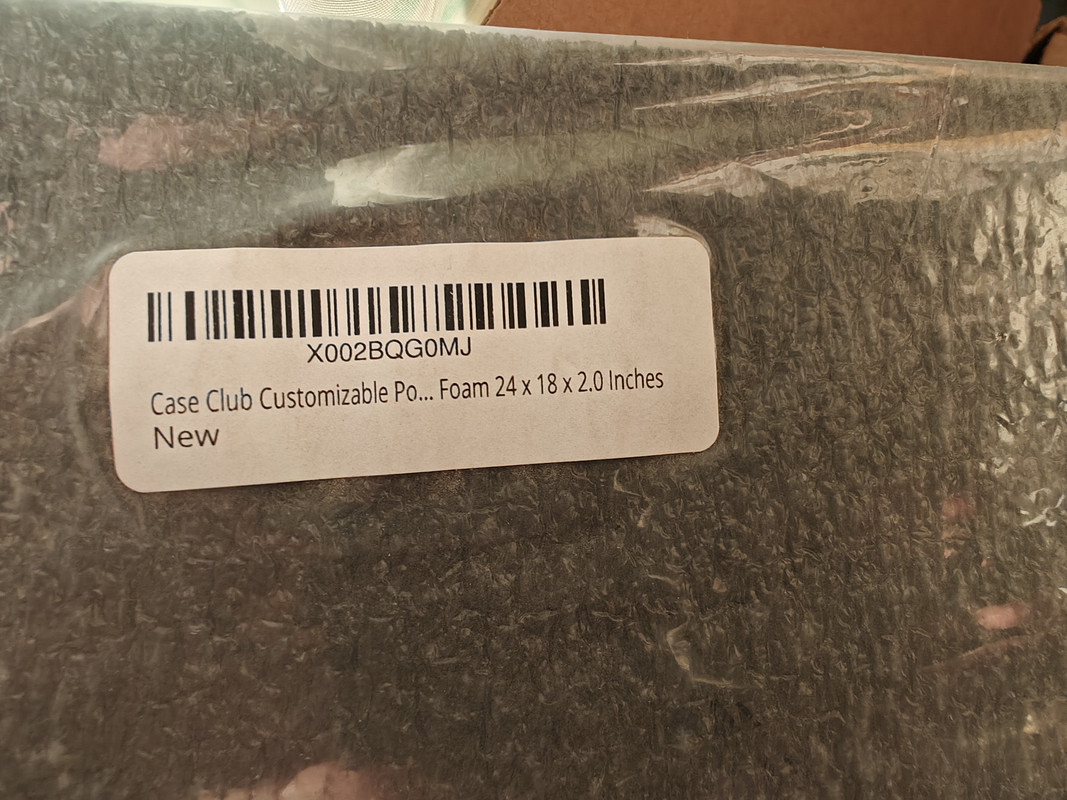 X002BQG0MJ
Case Club Customizable Po... Foam 24 x 18 x 2.0 Inches
New